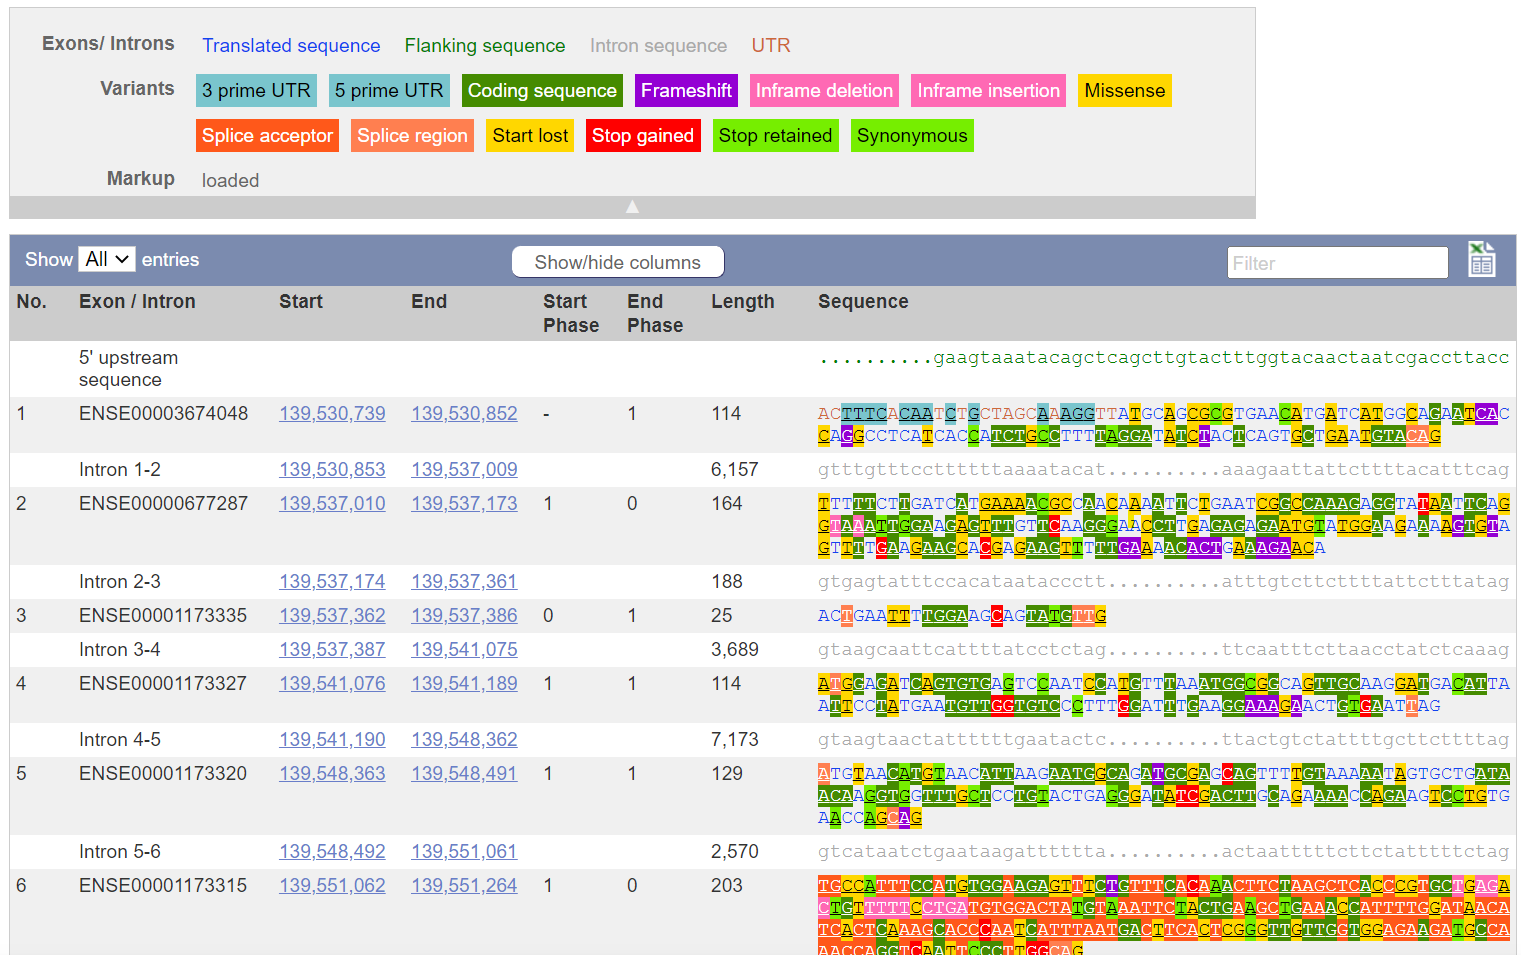 Exons/ Introns Translated sequence Flanking sequence Intron sequence UTR
Variants 3 prime UTR 5 prime UTR Coding sequence Frameshift Inframe deletion Inframe insertion Missense
Splice acceptor Splice region Start lost Stop gained Stop retained Synonymous
Markup loaded
▲
Show All entries Show/hide columns Filter
No. Exon / Intron Start End Start Phase End Phase Length Sequence
5' upstream sequence ..........gaagtaaatacagctcagcttgtactttggtacaactaatcgaccttacc
1 ENSE00003674048 139,530,739 139,530,852 - 1 114 ACTTTCACAATCTGCTAGCAAAGGTTATGCAGCGCGTGAACATGATCATGGCAGAATCAC
CAGGCCTCATCACCATCTGCCTTTTAGGATATCTACTCAGTGCTGAATGTACAG
Intron 1-2 139,530,853 139,537,009 6,157 gtttgtttccttttttaaaatacat..........aaagaattattcttttacatttcag
2 ENSE00000677287 139,537,010 139,537,173 1 0 164 TTTTTCTTGATCATGAAAACGCCAACAAAATTCTGAATCGGCCAAAGAGGTATAATTCAG
GTAAATTGGAAGAGTTTGTTCAAGGGAACCTTGAGAGAGAATGTATGGAAGAAAAGTGTA
GTTTTGAAGAAGCACGAGAAGTTTTTGAAAACACTGAAAGAACA
Intron 2-3 139,537,174 139,537,361 188 gtgagtatttccacataatacccttt..........atttgtcttcttttattctttatag
3 ENSE00001173335 139,537,362 139,537,386 0 1 25 ACTGAATTTTGGAAGCAGTATGTTG
Intron 3-4 139,537,387 139,541,075 3,689 gtaagcaattcattttatcctctag..........ttcaatttcttaacctatctcaaag
4 ENSE00001173327 139,541,076 139,541,189 1 1 114 ATGGAGATCAGTGTGAGTCCAATCCATGTTTAAATGGCGGCAGTTGCAAGGATGACATTA
ATTCCTATGAATGTTGGTGTCCCTTTGGATTTGAAGGAAAGAACTGTGAATTAG
Intron 4-5 139,541,190 139,548,362 7,173 gtaagtaactattttttgaatactc..........ttactgtctattttgcttcttttag
5 ENSE00001173320 139,548,363 139,548,491 1 1 129 ATGTAACATGTAACATTAAGAATGGCAGATGCGAGCAGTTTTGTAAAAATAGTGCTGATA
ACAAGGTGGTTTGCTCCTGTACTGAGGGATATCGACTTGCAGAAAACCAGAAGTCCTGTG
AACCAGCAG
Intron 5-6 139,548,492 139,551,061 2,570 gtcataatctgaataagatttttta..........actaatttttcttctatttttctag
6 ENSE00001173315 139,551,062 139,551,264 1 0 203 TGCCATTTCCATGTGGAAGAGTTTCTGTTTCACAAACTTCTAAGCTCACCCGTGCTGAGA
CTGTTTTTCCTGATGTGGACTATGTAAATTCTACTGAAGCTGAAACCATTTTGGATAACA
TCACTCAAAGCACCCAATCATTTAATGACTTCACTCGGGTTGTTGGTGGAGAAGATGCCA
AACCAGGTCAATTCCCTTGGCAG